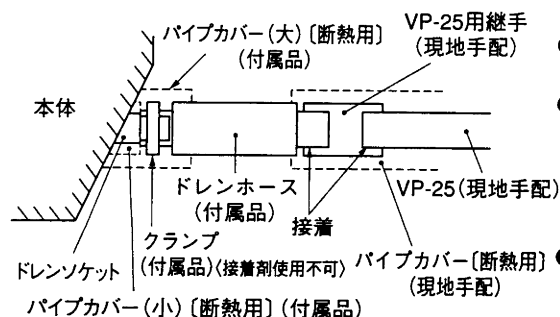 パイプカバー(大)〔断熱用〕
(付属品)
VP-25用継手
(現地手配)
本体
ドレンホース
(付属品)
接着
VP-25(現地手配)
クランプ
(付属品)〈接着剤使用不可〉
パイプカバー〔断熱用〕
(現地手配)
ドレンソケット
パイプカバー(小)〔断熱用〕(付属品)